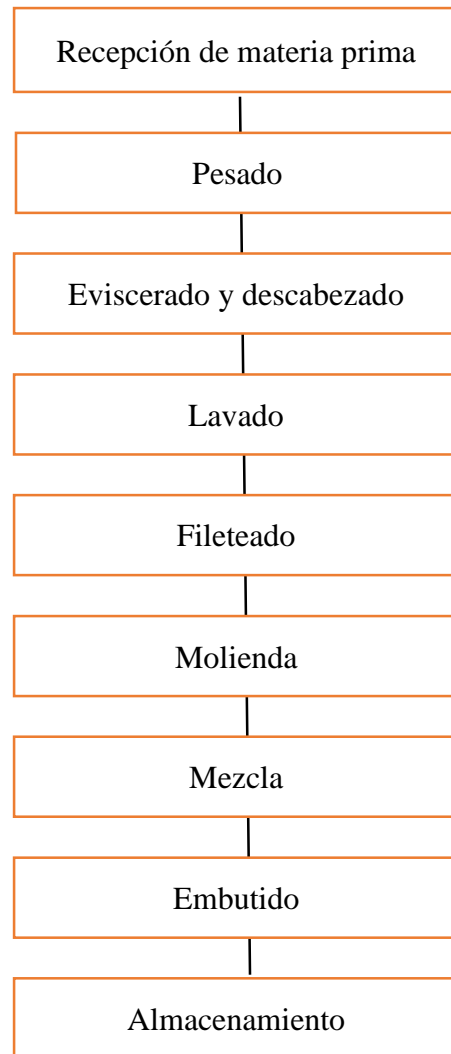 Recepción de materia prima
Pesado
Eviscerado y descabezado
Lavado
Fileteado
Molienda
Mezcla
Embutido
Almacenamiento